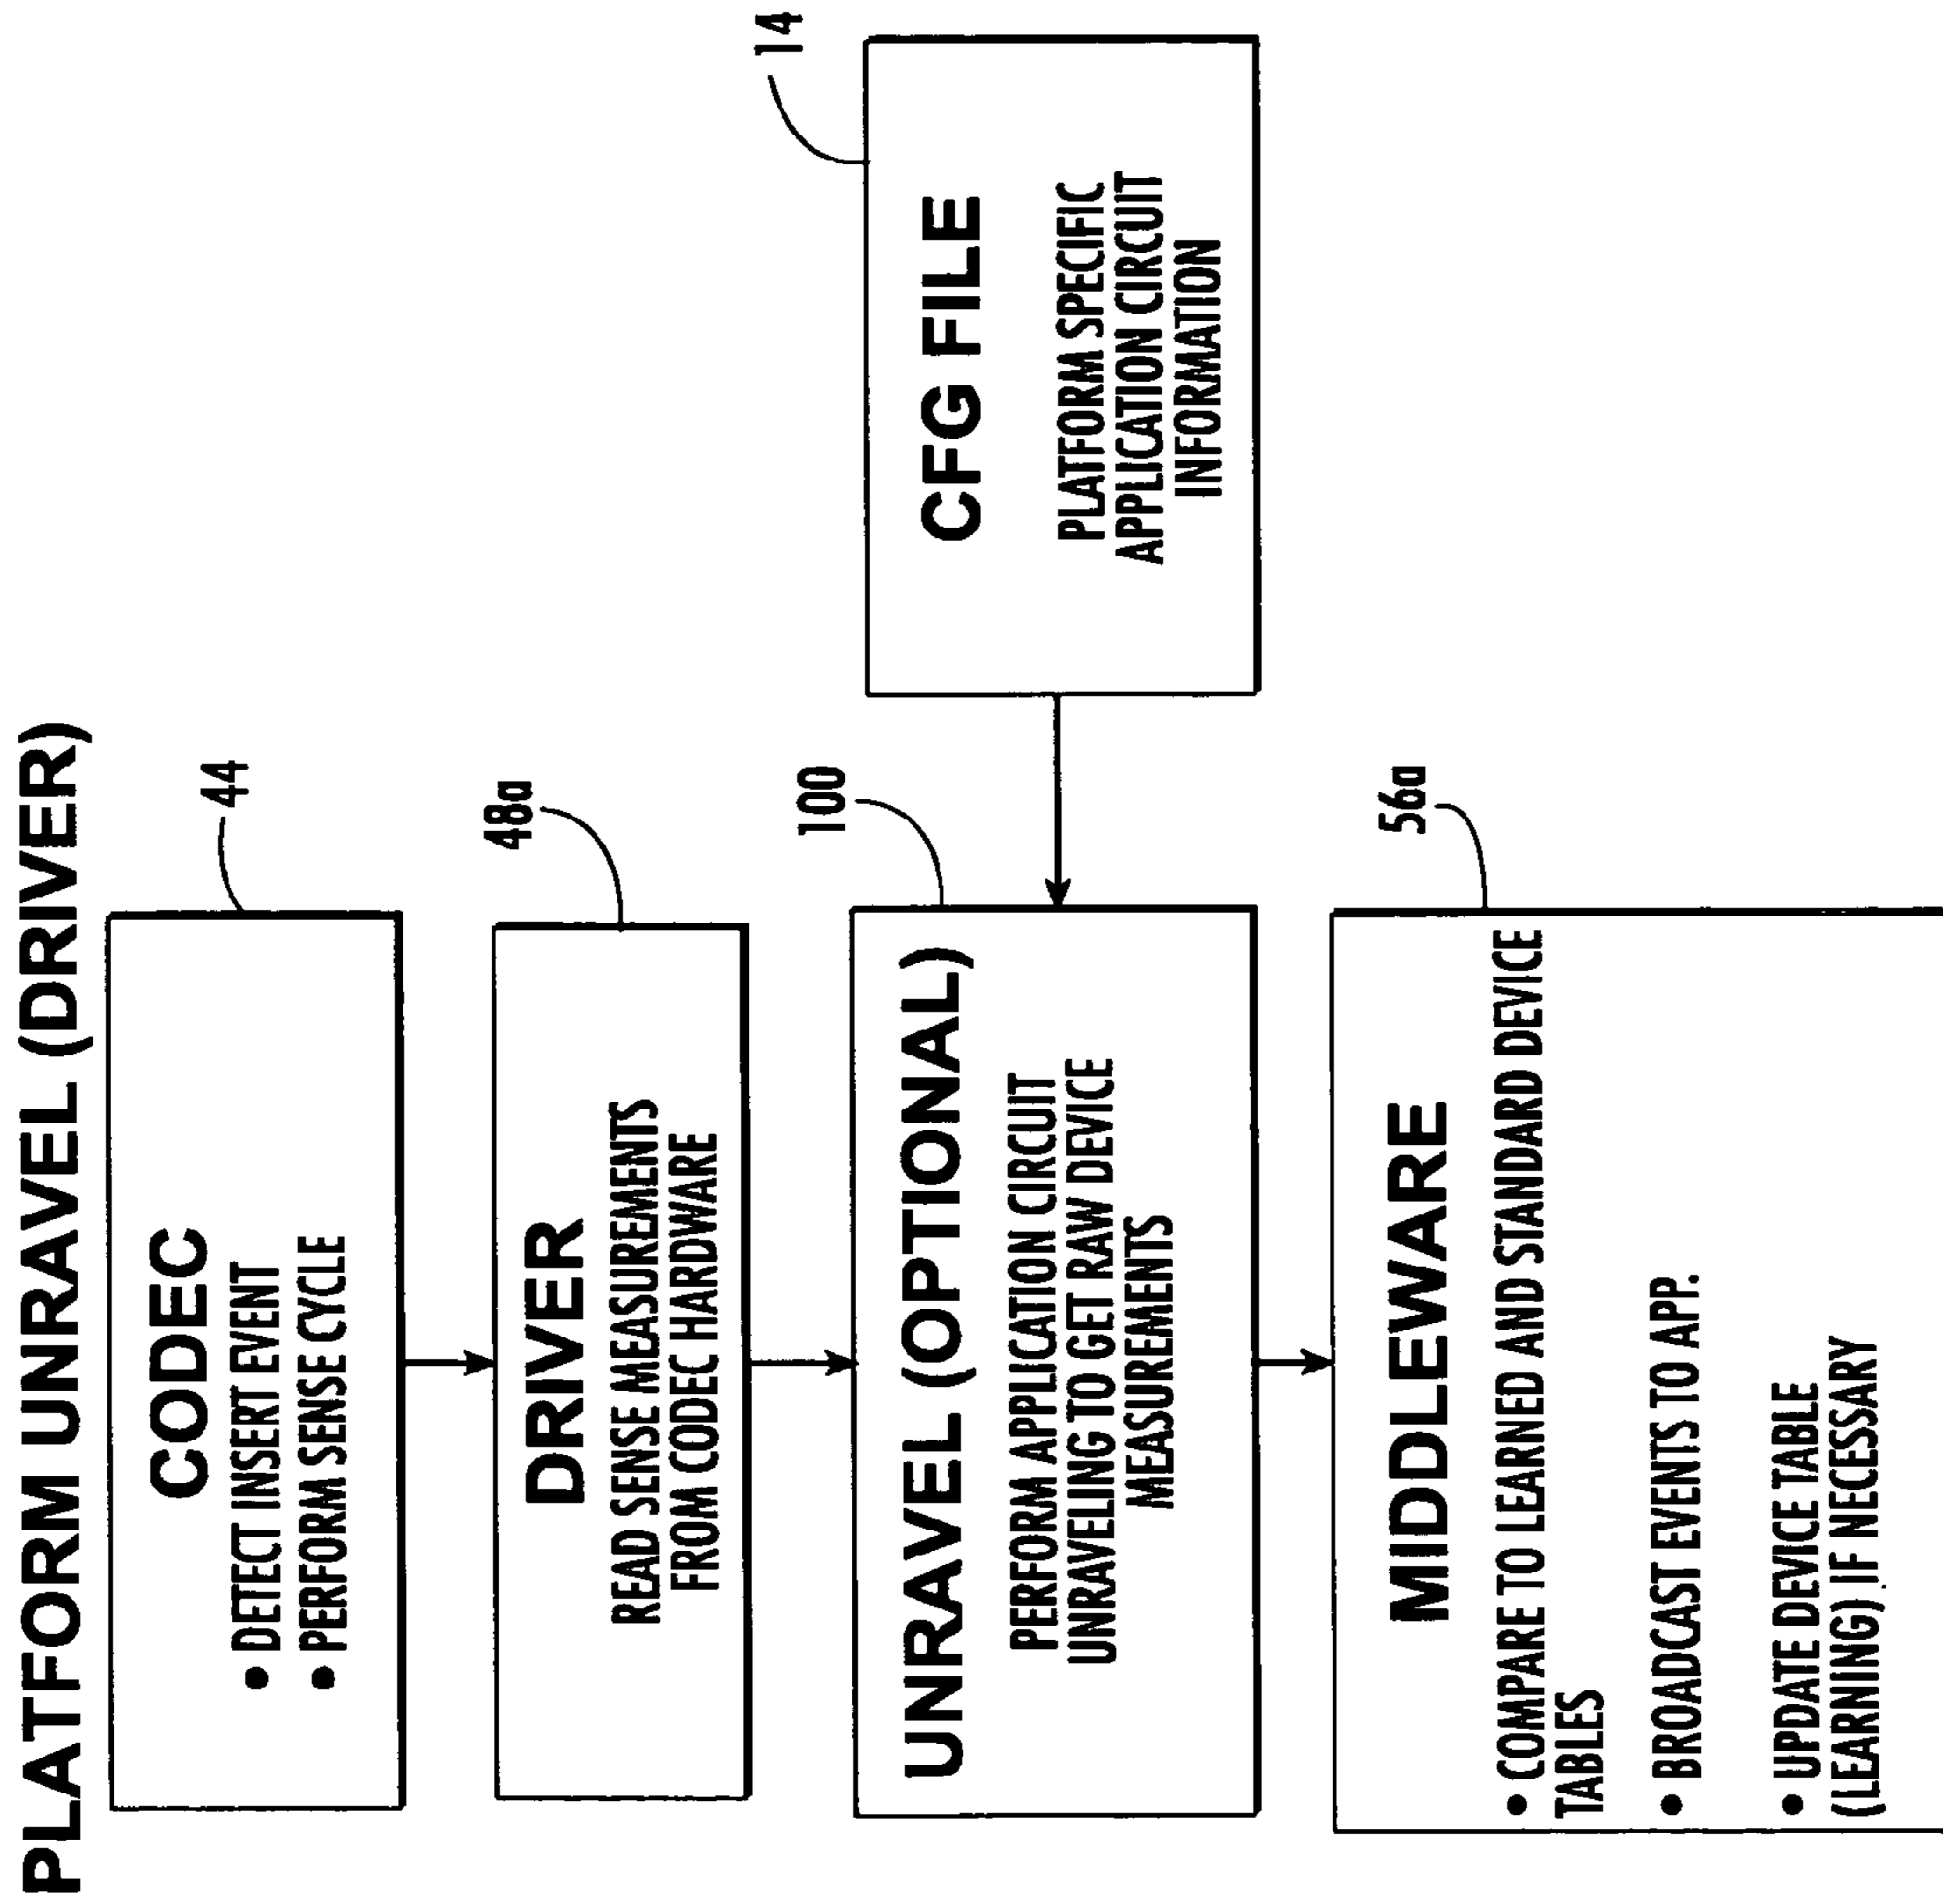 PLATFORM UNRAVEL (DRIVER)
44
CODEC
• DETECT INSERT EVENT
• PERFORM SENSE CYCLE
48a
DRIVER
READ SENSE MEASUREMENTS
FROM CODEC HARDWARE
100
UNRAVEL (OPTIONAL)
PERFORM APPLICATION CIRCUIT
UNRAVELING TO GET RAW DEVICE
MEASUREMENTS
14
CFG FILE
PLATFORM SPECIFIC
APPLICATION CIRCUIT
INFORMATION
56a
MIDDLEWARE
• COMPARE TO LEARNED AND STANDARD DEVICE
TABLES
• BROADCAST EVENTS TO APP.
• UPDATE DEVICE TABLE
(LEARNING) IF NECESSARY